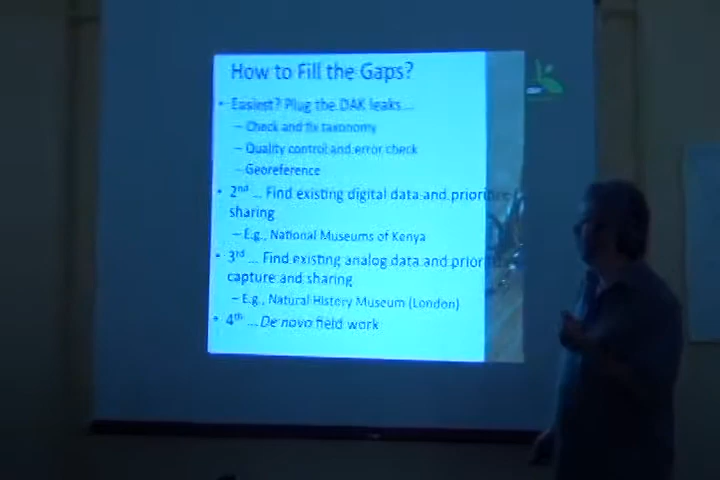 How to Fill the Gaps?
• Easiest? Plug the DAK leaks...
– Check and fix taxonomy
– Quality control and error check
– Georeference
• 2nd ... Find existing digital data and prioritize
sharing
– E.g., National Museums of Kenya
• 3rd ... Find existing analog data and
capture and sharing
– E.g., Natural History Museum (London)
• 4th ... De novo field work